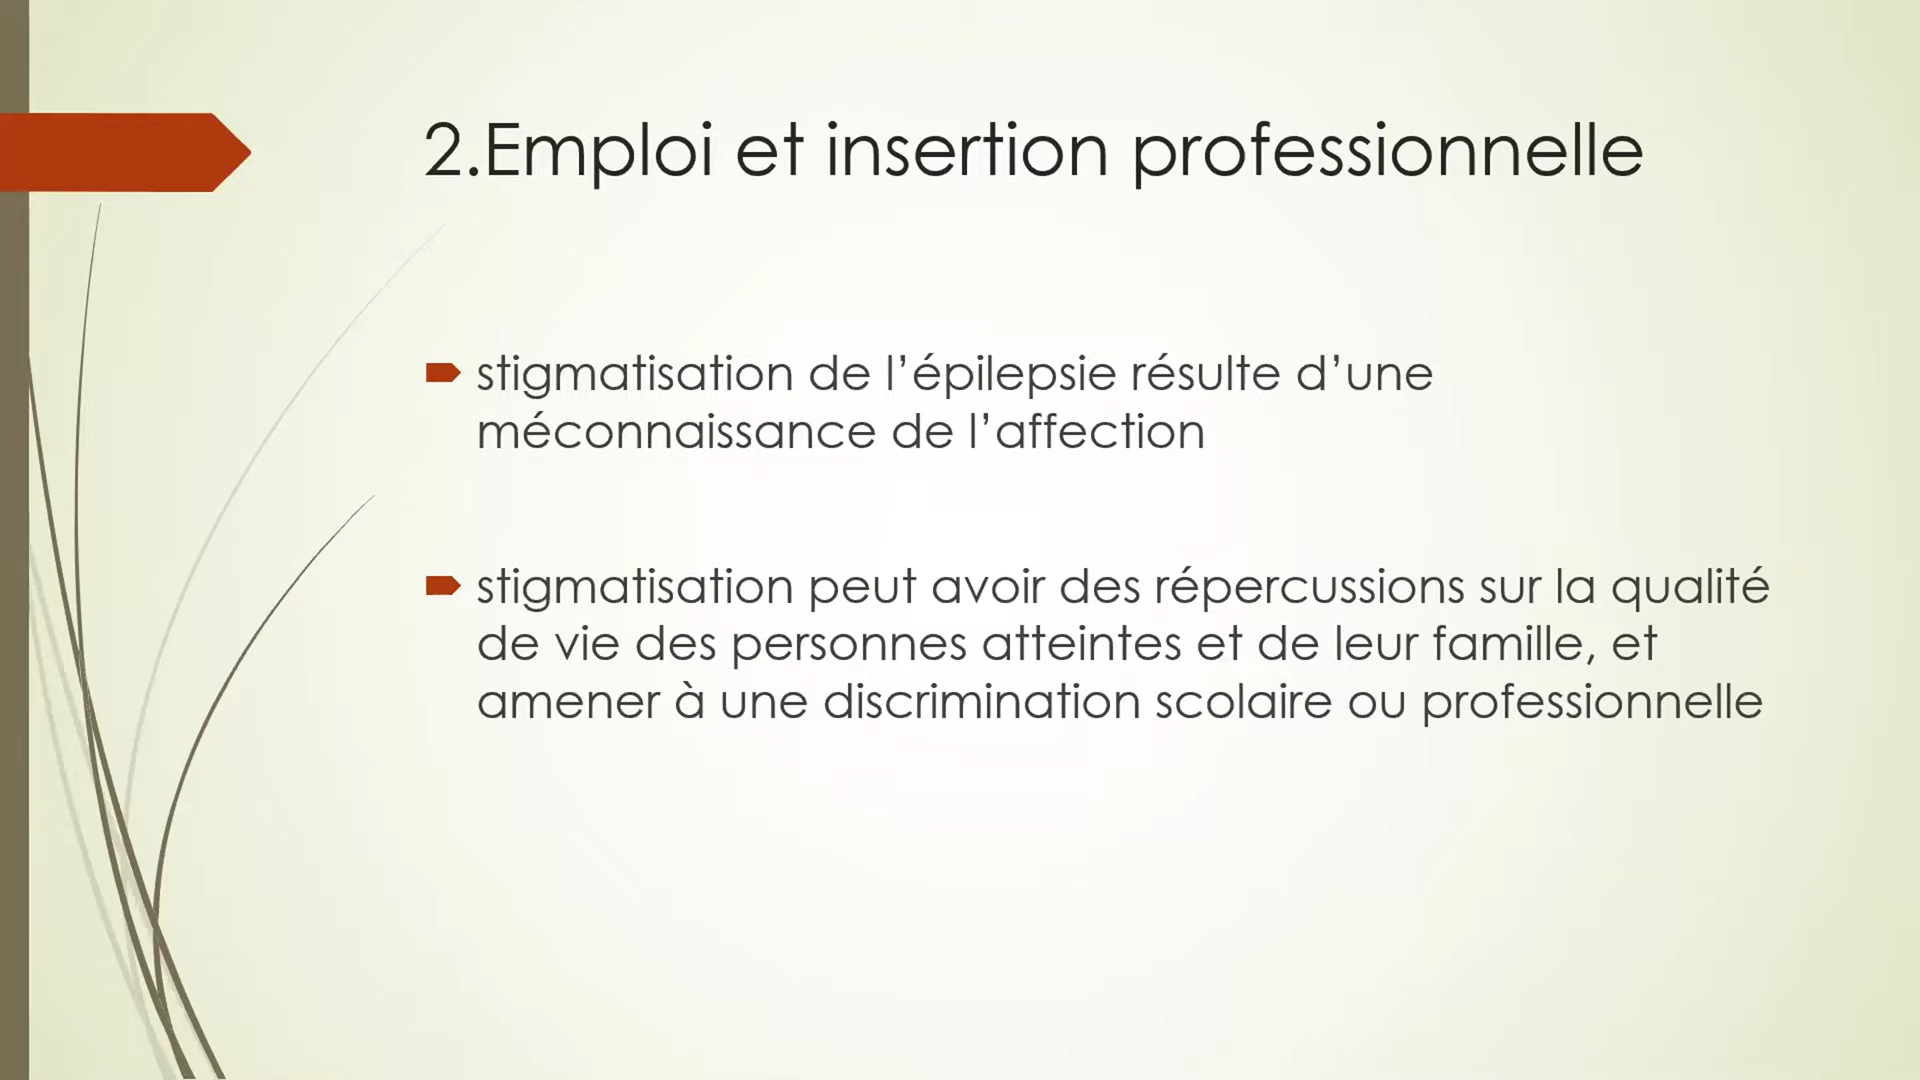 2.Emploi et insertion professionnelle
stigmatisation de l’épilepsie résulte d’une
méconnaissance de l’affection
stigmatisation peut avoir des répercussions sur la qualité
de vie des personnes atteintes et de leur famille, et
amener à une discrimination scolaire ou professionnelle